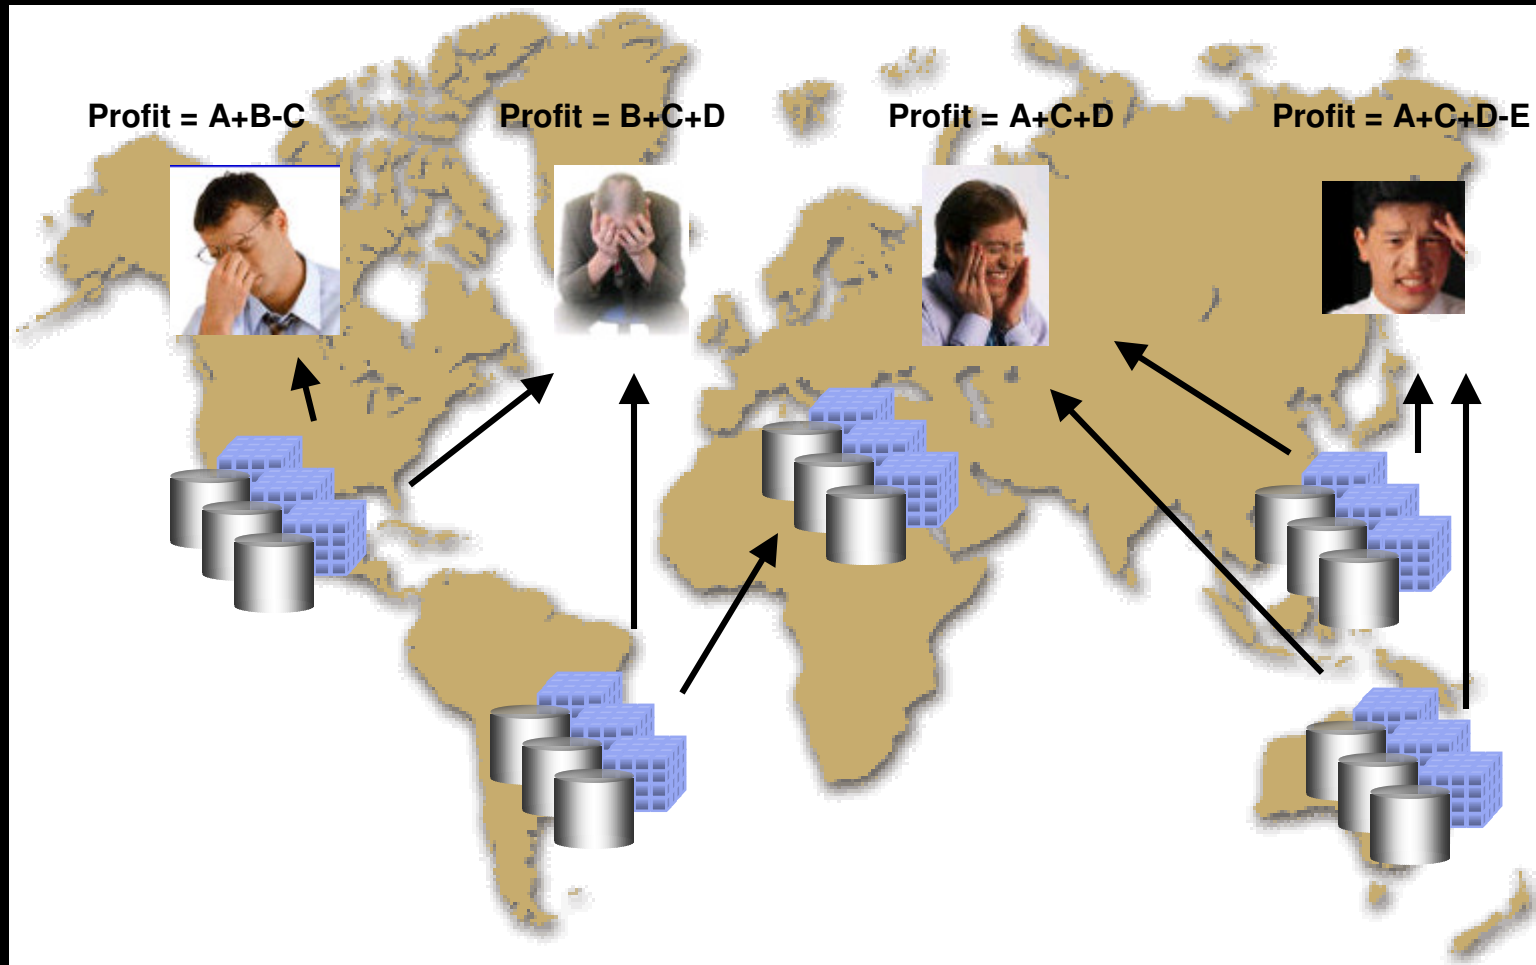 Profit = A+B-C
Profit = B+C+D
Profit = A+C+D
Profit = A+C+D-E